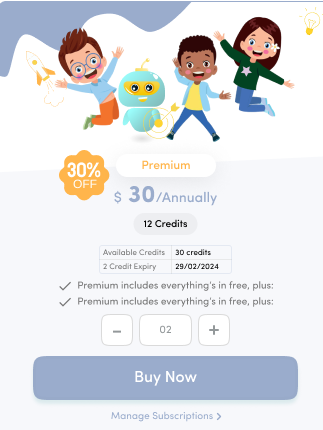 30%
OFF
Premium
$ 30/Annually
12 Credits
Available Credits 30 credits
2 Credit Expiry 29/02/2024
Premium includes everything's in free, plus:
Premium includes everything's in free, plus:
- 02 +
Buy Now
Manage Subscriptions >